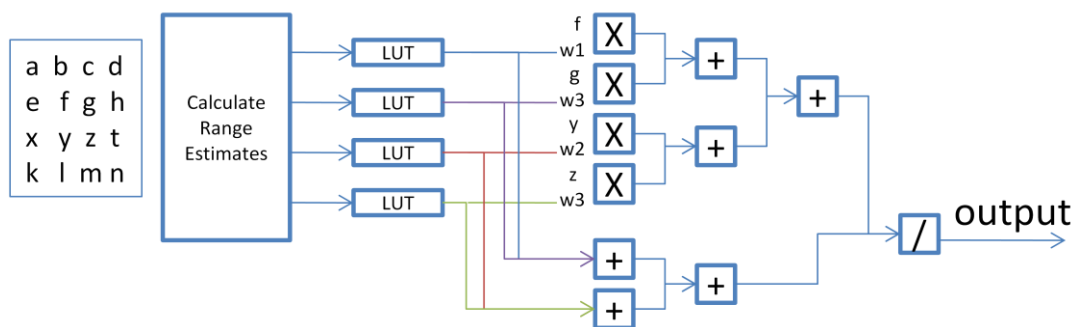 a b c d
e f g h
x y z t
k l m n
Calculate
Range
Estimates
LUT
LUT
LUT
LUT
f
w1
X
g
w3
X
y
w2
X
z
w3
X
+
+
+
+
+
+
/
output